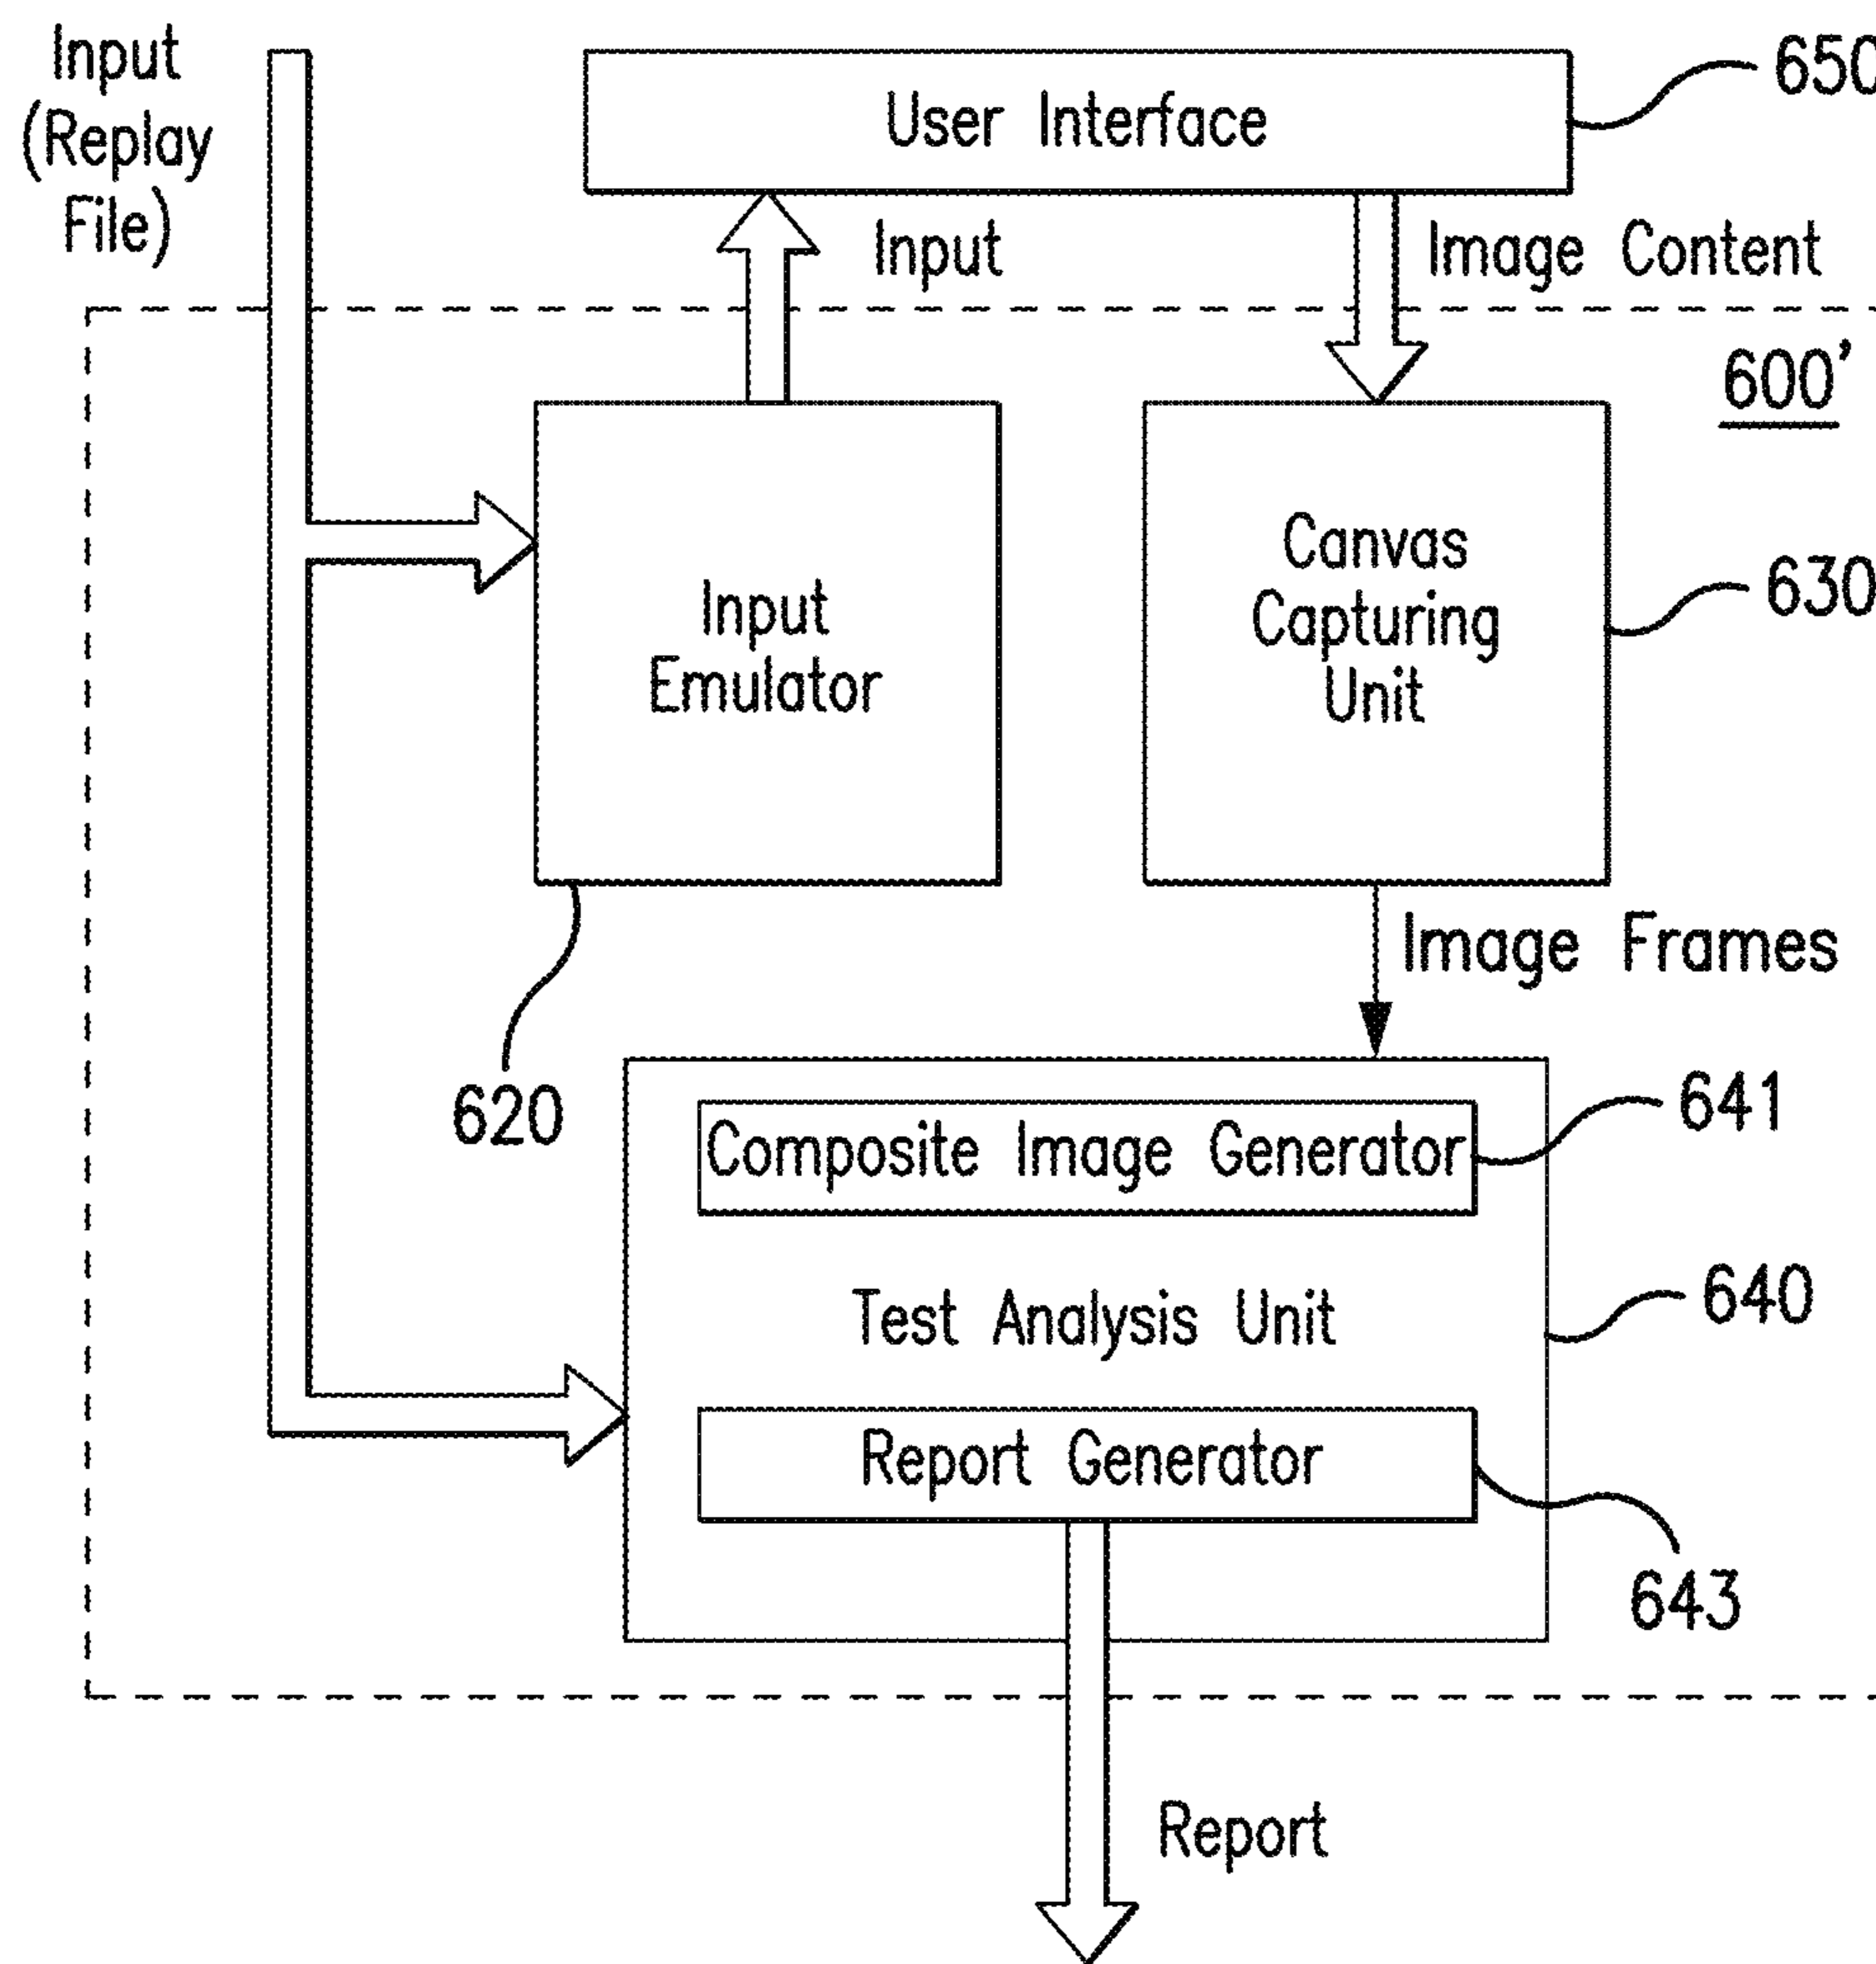 Input
(Replay
File)
User Interface
650
Input
Image Content
600'
Input
Emulator
Canvas
Capturing
Unit
630
Image Frames
620
Composite Image Generator
641
Test Analysis Unit
640
Report Generator
643
Report